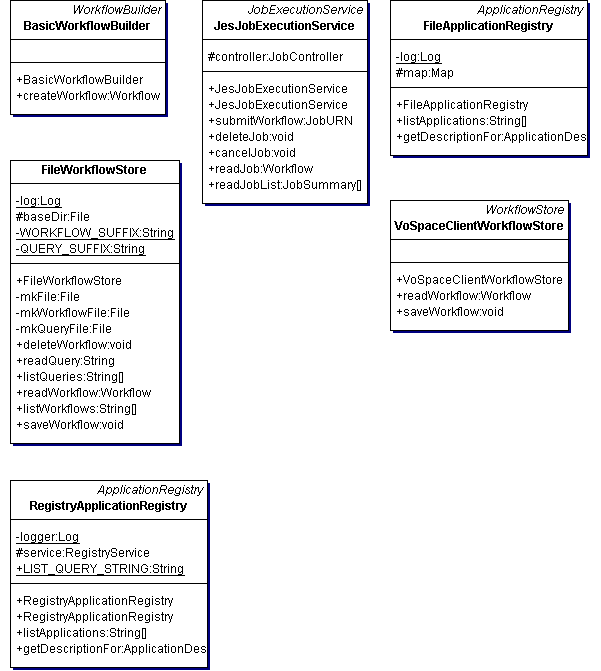 WorkflowBuilder
BasicWorkflowBuilder
+BasicWorkflowBuilder
+createWorkflow:Workflow
JobExecutionService
JesJobExecutionService
#controller:JobController
+JesJobExecutionService
+JesJobExecutionService
+submitWorkflow:JobURN
+deleteJob:void
+cancelJob:void
+readJob:Workflow
+readJobList:JobSummary[]
ApplicationRegistry
FileApplicationRegistry
-log:Log
#map:Map
+FileApplicationRegistry
+listApplications:String[]
+getDescriptionFor:ApplicationDes
FileWorkflowStore
-log:Log
#baseDir:File
-WORKFLOW_SUFFIX:String
-QUERY_SUFFIX:String
+FileWorkflowStore
-mkFile:File
-mkWorkflowFile:File
-mkQueryFile:File
+deleteWorkflow:void
+readQuery:String
+listQueries:String[]
+readWorkflow:Workflow
+listWorkflows:String[]
+saveWorkflow:void
WorkflowStore
VoSpaceClientWorkflowStore
+VoSpaceClientWorkflowStore
+readWorkflow:Workflow
+saveWorkflow:void
ApplicationRegistry
RegistryApplicationRegistry
-logger:Log
#service:RegistryService
+LIST_QUERY_STRING:String
+RegistryApplicationRegistry
+RegistryApplicationRegistry
+listApplications:String[]
+getDescriptionFor:ApplicationDes